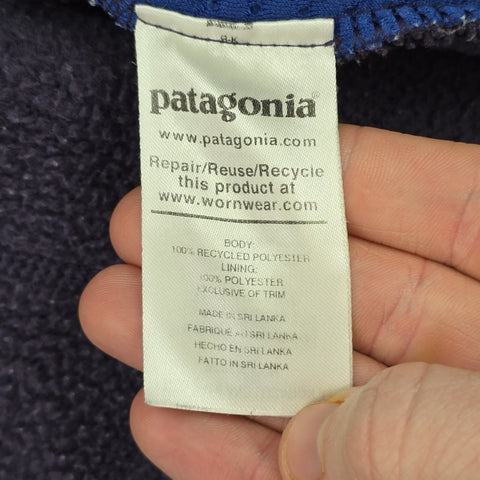 patagonia®
www.patagonia.com
Repair/Reuse/Recycle
this product at
www.wornwear.com
BODY:
100% RECYCLED POLYESTER
LINING:
100% POLYESTER
EXCLUSIVE OF TRIM
MADE IN SRI LANKA
FABRIQUÉ AU SRI LANKA
HECHO EN SRI LANKA
FATTO IN SRI LANKA